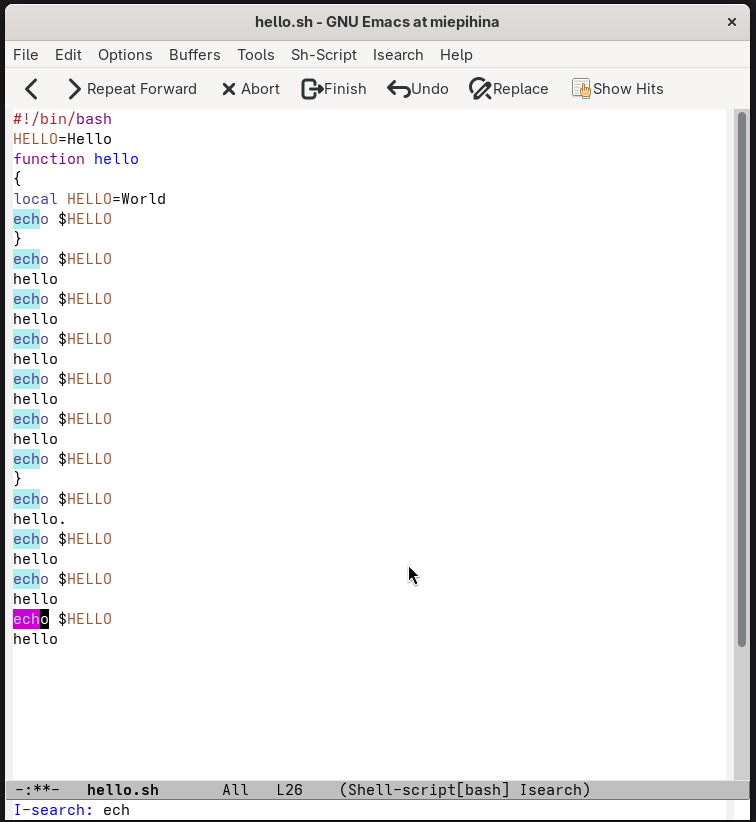 hello.sh - GNU Emacs at miepihina
File Edit Options Buffers Tools Sh-Script Isearch Help
Repeat Forward Abort Finish Undo Replace Show Hits
#!/bin/bash
HELLO=Hello
function hello
{
local HELLO=World
echo $HELLO
}
echo $HELLO
hello
echo $HELLO
hello
echo $HELLO
hello
echo $HELLO
hello
echo $HELLO
hello
echo $HELLO
}
echo $HELLO
hello.
echo $HELLO
hello
echo $HELLO
hello
echo $HELLO
hello
-:**- hello.sh All L26 (Shell-script[bash] Isearch)
I-search: ech